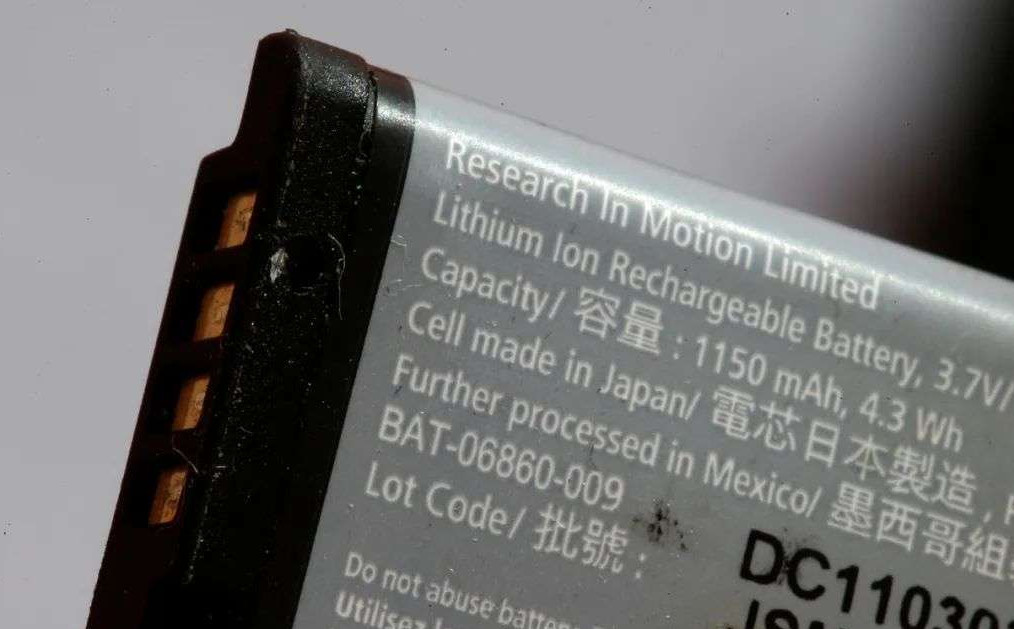 Research In Motion Limited
Lithium Ion Rechargeable Battery, 3.7V/
Capacity/ 容量 : 1150 mAh, 4.3 Wh
Cell made in Japan/ 電芯日本製造 ,
Further processed in Mexico/ 墨西哥組
BAT-06860-009
Lot Code/ 批號 :
DC11030
Do not abuse battery
Utilisez